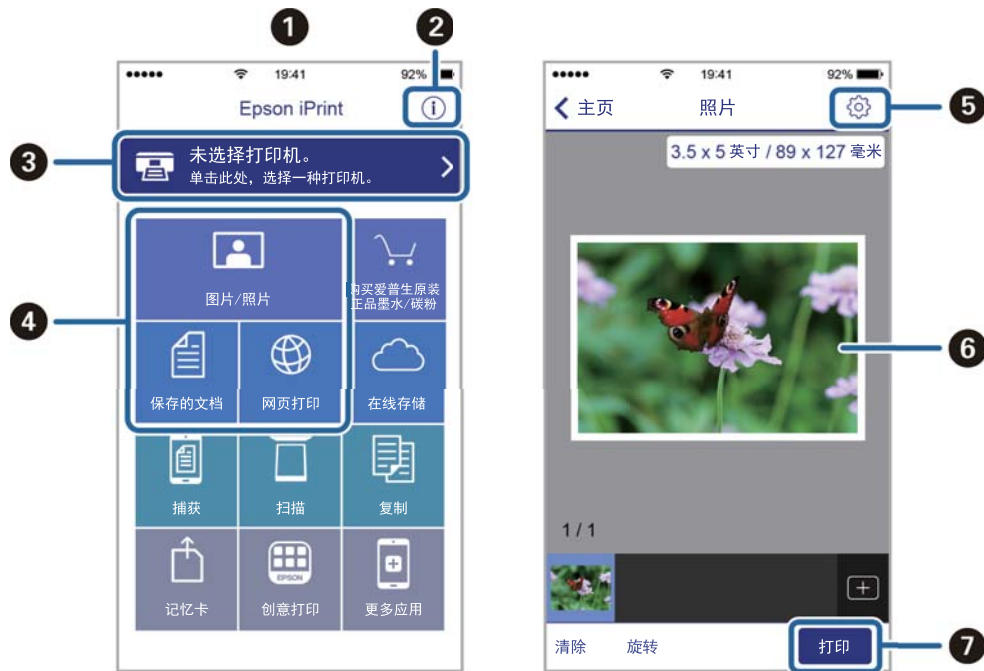 1
2
19:41
92%
Epson iPrint
3
未选择打印机。
单击此处，选择一种打印机。
4
图片/照片
购买爱普生原装
正品墨水/碳粉
保存的文档
网页打印
在线存储
捕获
扫描
复制
EPSON
记忆卡
创意打印
更多应用
19:41
92%
主页
照片
5
3.5 x 5 英寸 / 89 x 127 毫米
6
1 / 1
清除
旋转
打印
7